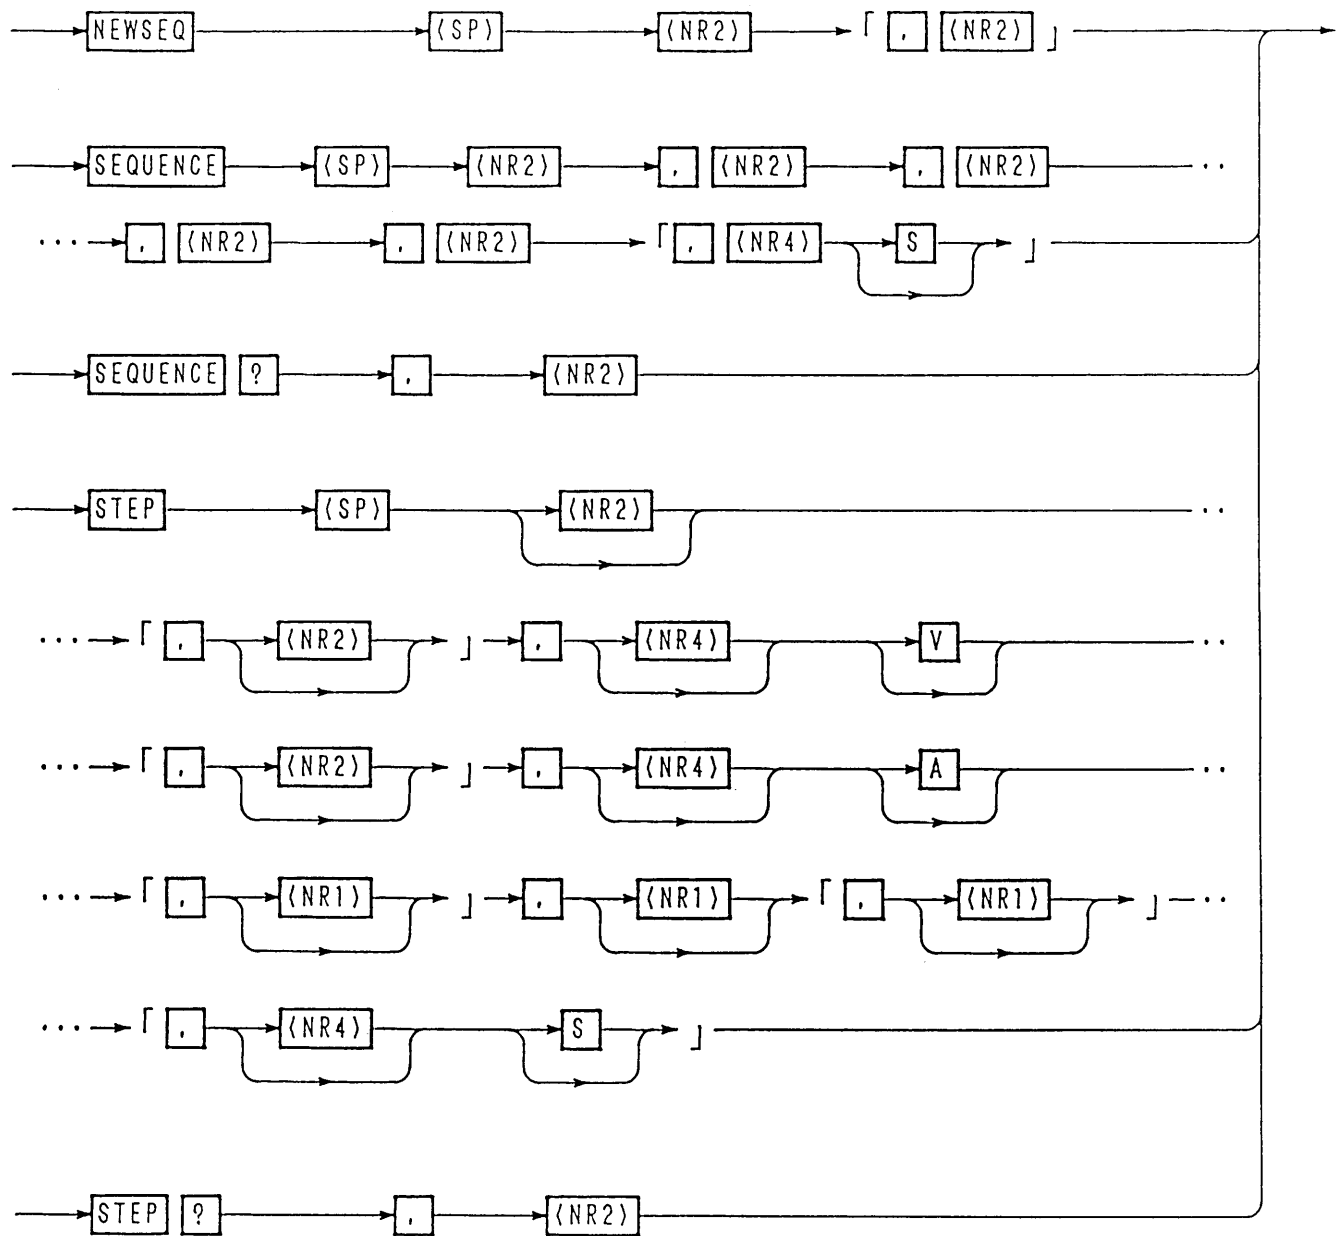 NEWSEQ ⟨SP⟩ ⟨NR2⟩ ｢ , ⟨NR2⟩ ｣
SEQUENCE ⟨SP⟩ ⟨NR2⟩ , ⟨NR2⟩ , ⟨NR2⟩ ··
··· , ⟨NR2⟩ , ⟨NR2⟩ ｢ , ⟨NR4⟩ S ｣
SEQUENCE ? , ⟨NR2⟩
STEP ⟨SP⟩ ⟨NR2⟩ ··
··· ｢ , ⟨NR2⟩ ｣ , ⟨NR4⟩ V ··
··· ｢ , ⟨NR2⟩ ｣ , ⟨NR4⟩ A ··
··· ｢ , ⟨NR1⟩ ｣ , ⟨NR1⟩ ｢ , ⟨NR1⟩ ｣ ··
··· ｢ , ⟨NR4⟩ S ｣
STEP ? , ⟨NR2⟩